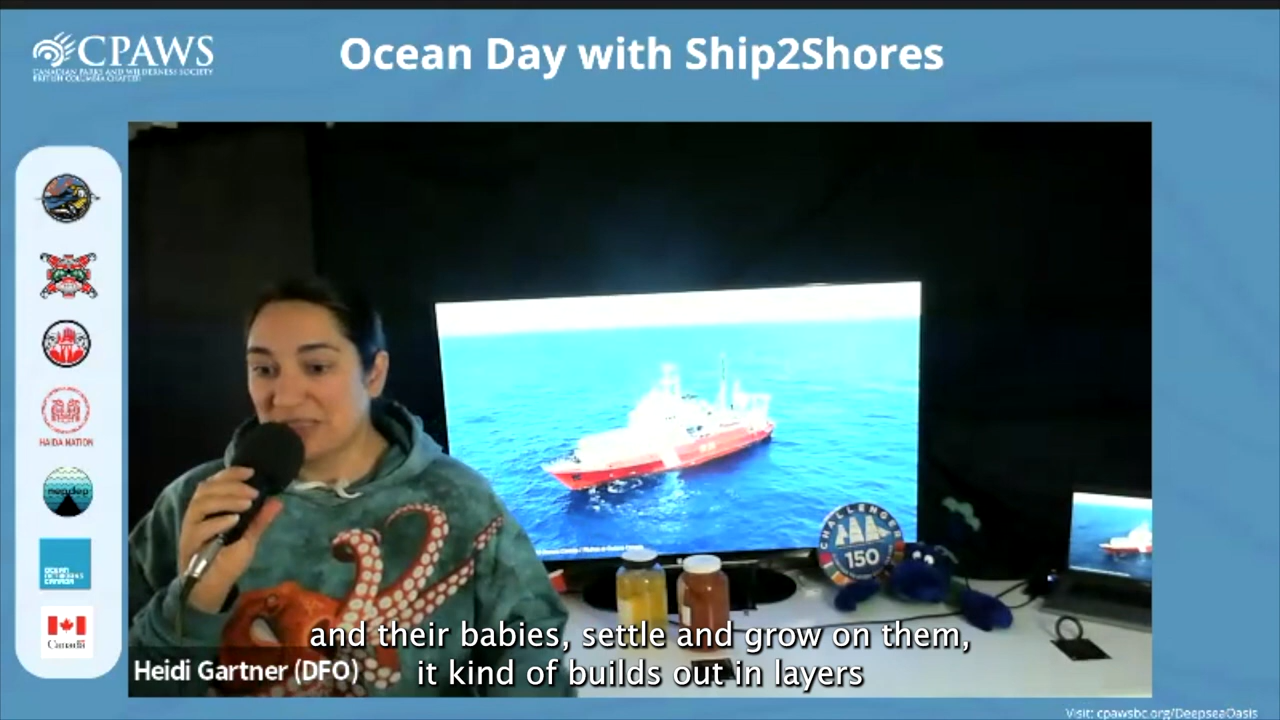 CPAWS
CANADIAN PARKS AND WILDERNESS SOCIETY
BRITISH COLUMBIA CHAPTER
Ocean Day with Ship2Shores
HAIDA NATION
OCEAN
NETWORKS
CANADA
Canada
CHALLENGER
150
and their babies, settle and grow on them,
it kind of builds out in layers
Heidi Gartner (DFO)
Visit: cpawsbc.org/DeepseaOasis